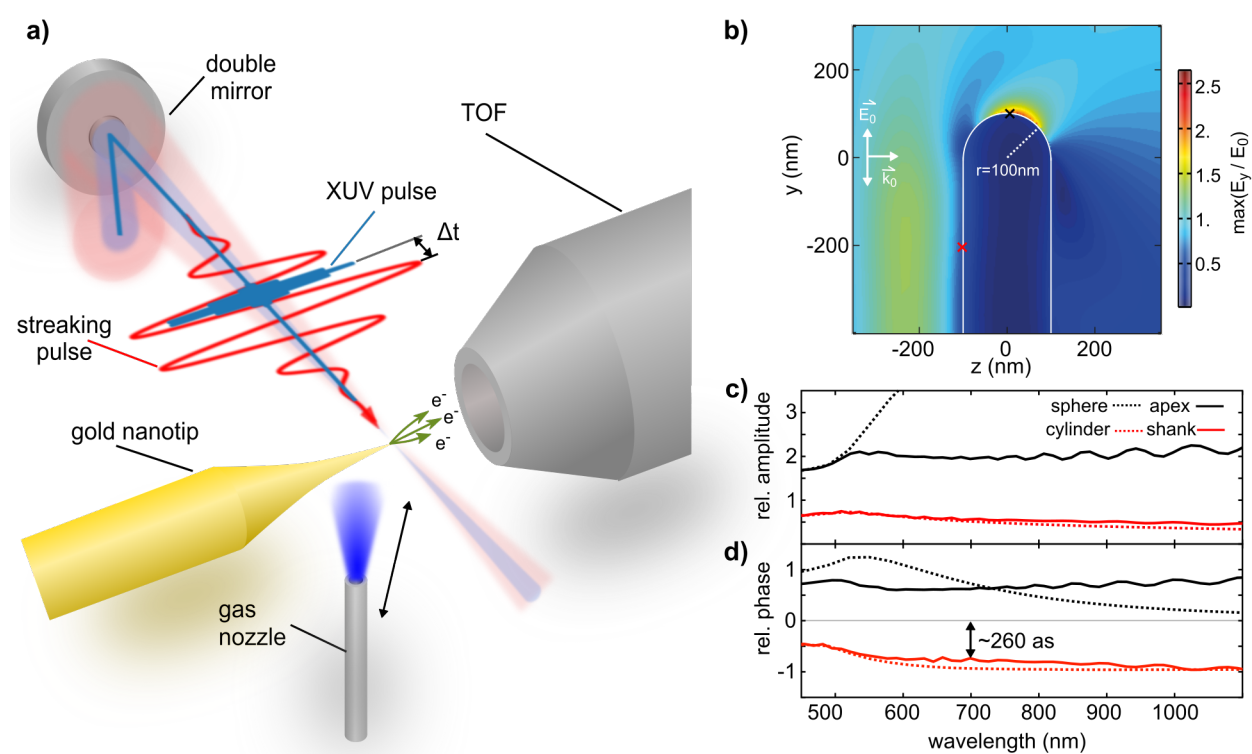 a)
double
mirror
TOF
XUV pulse
Δt
streaking
pulse
gold nanotip
e-
e-
e-
gas
nozzle
b)
200
0
-200
y (nm)
E₀
k₀
r=100nm
-200 0 200
z (nm)
2.5
2.
1.5
1.
0.5
max(Ey / E0)
c)
3
2
1
rel. amplitude
sphere apex
cylinder shank
d)
1
0
-1
rel. phase
~260 as
500 600 700 800 900 1000
wavelength (nm)